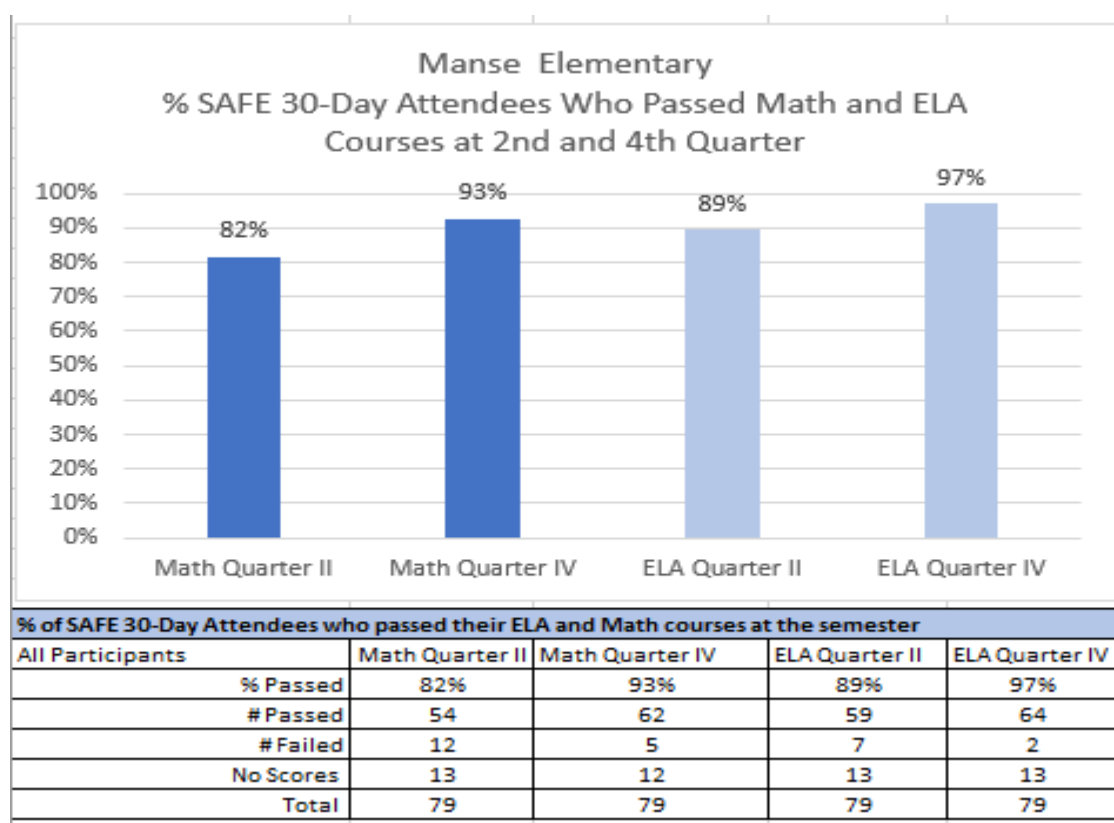 Manse Elementary
% SAFE 30-Day Attendees Who Passed Math and ELA
Courses at 2nd and 4th Quarter
100%
90%
80%
70%
60%
50%
40%
30%
20%
10%
0%
82%
93%
89%
97%
Math Quarter II
Math Quarter IV
ELA Quarter II
ELA Quarter IV
% of SAFE 30-Day Attendees who passed their ELA and Math courses at the semester
All Participants Math Quarter II Math Quarter IV ELA Quarter II ELA Quarter IV
% Passed 82% 93% 89% 97%
# Passed 54 62 59 64
# Failed 12 5 7 2
No Scores 13 12 13 13
Total 79 79 79 79